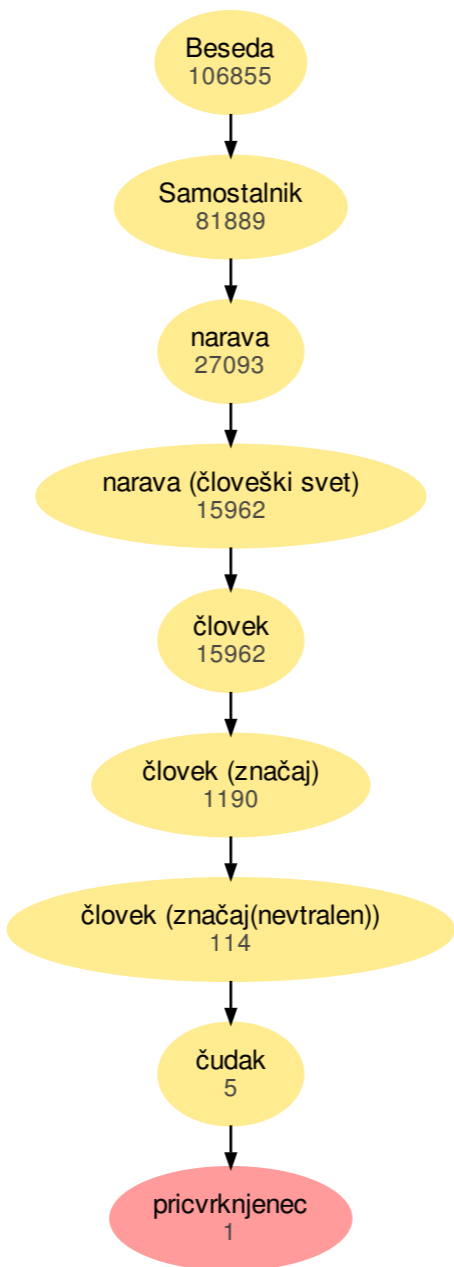 Beseda
106855
Samostalnik
81889
narava
27093
narava (človeški svet)
15962
človek
15962
človek (značaj)
1190
človek (značaj(nevtralen))
114
čudak
5
pricvrknjenec
1